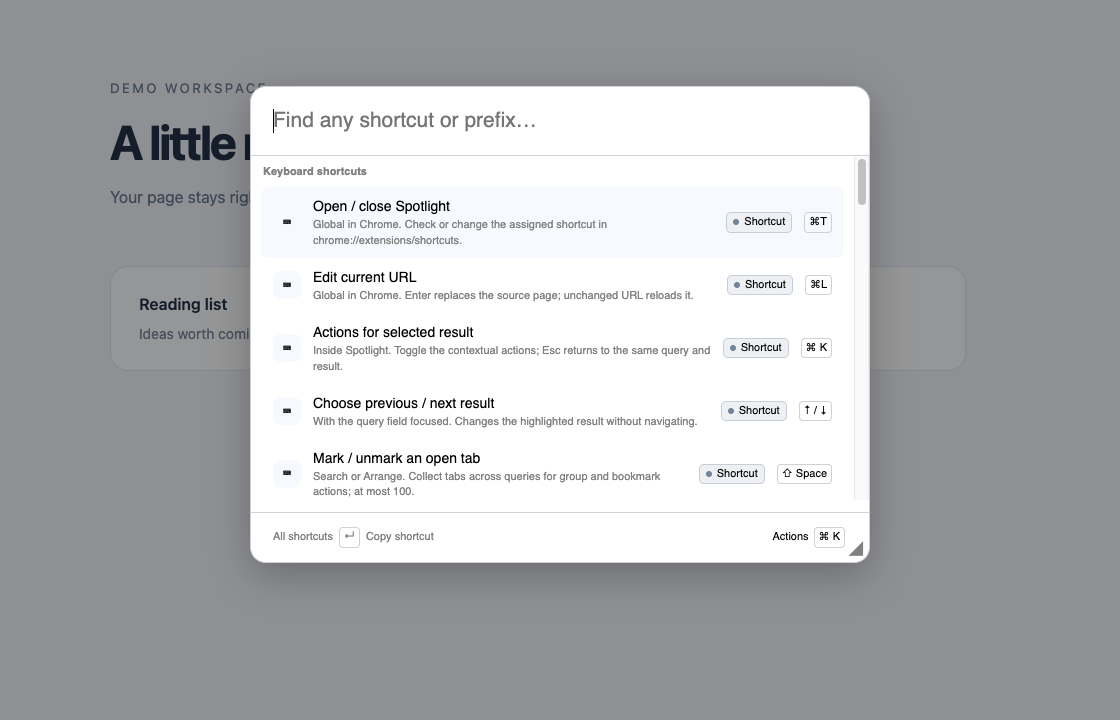 DEMO WORKSPACE
A little
Your page stays
Reading list
Ideas worth
Find any shortcut or prefix…
Keyboard shortcuts
Open / close Spotlight
Global in Chrome. Check or change the assigned shortcut in
chrome://extensions/shortcuts.
Shortcut ⌘T
Edit current URL
Global in Chrome. Enter replaces the source page; unchanged URL reloads it.
Shortcut ⌘L
Actions for selected result
Inside Spotlight. Toggle the contextual actions; Esc returns to the same query and
result.
Shortcut ⌘ K
Choose previous / next result
With the query field focused. Changes the highlighted result without navigating.
Shortcut ↑ / ↓
Mark / unmark an open tab
Search or Arrange. Collect tabs across queries for group and bookmark
actions; at most 100.
Shortcut ⇧ Space
All shortcuts ↵ Copy shortcut
Actions ⌘ K